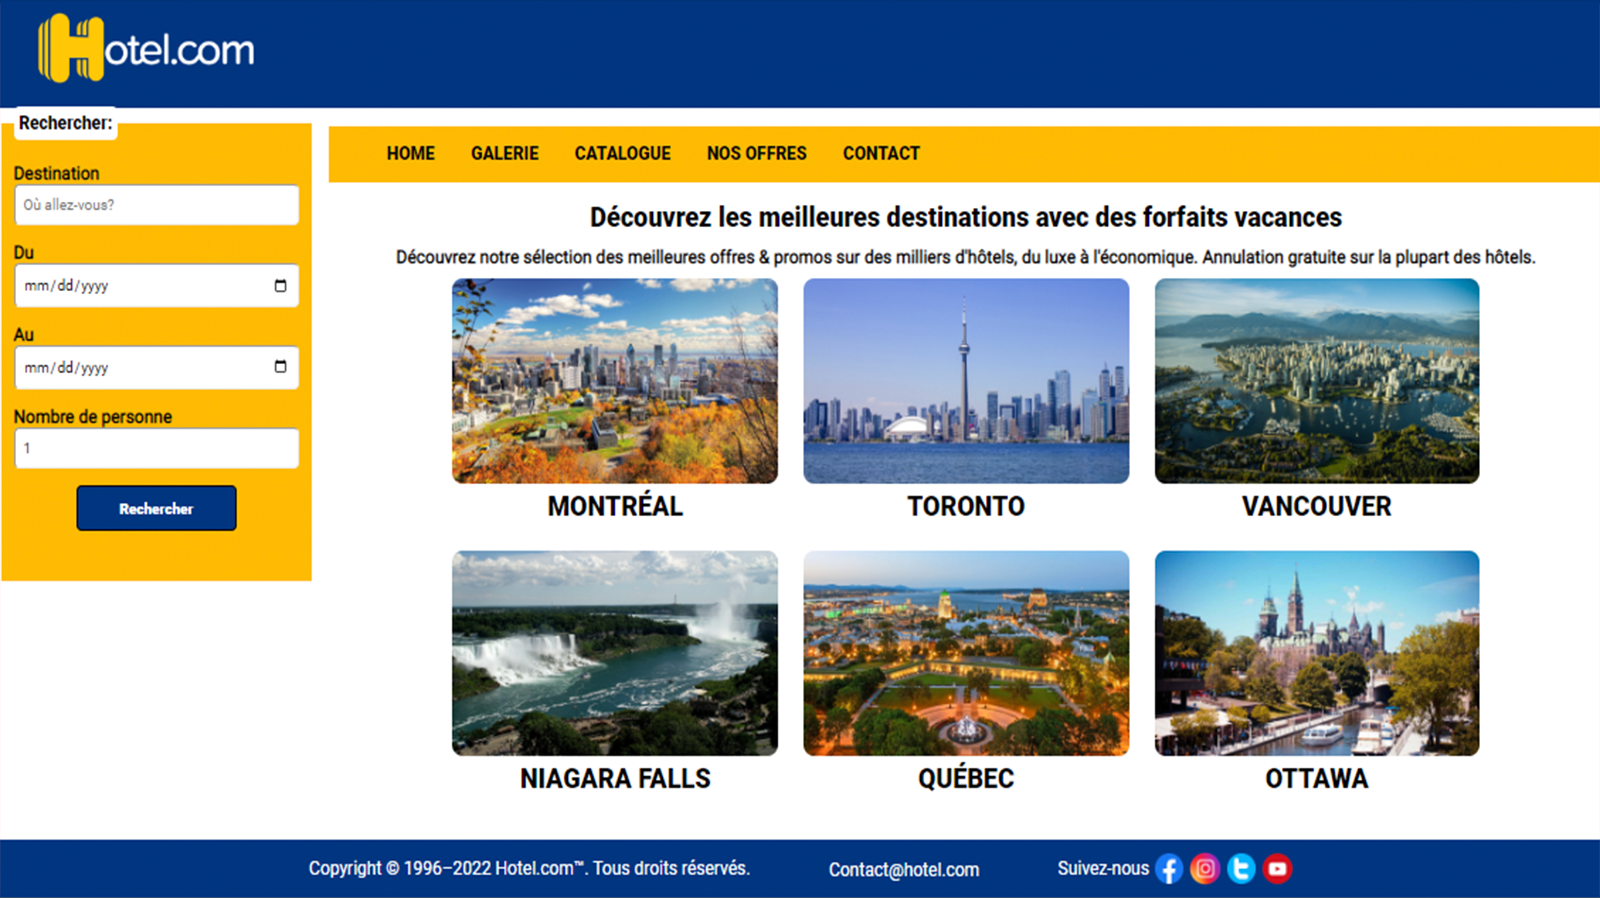 Hotel.com
Rechercher:
Destination
Où allez-vous?
Du
mm/dd/yyyy
Au
mm/dd/yyyy
Nombre de personne
1
Rechercher
HOME GALERIE CATALOGUE NOS OFFRES CONTACT
Découvrez les meilleures destinations avec des forfaits vacances
Découvrez notre sélection des meilleures offres & promos sur des milliers d'hôtels, du luxe à l'économique. Annulation gratuite sur la plupart des hôtels.
MONTRÉAL TORONTO VANCOUVER
NIAGARA FALLS QUÉBEC OTTAWA
Copyright © 1996–2022 Hotel.com™. Tous droits réservés. Contact@hotel.com Suivez-nous